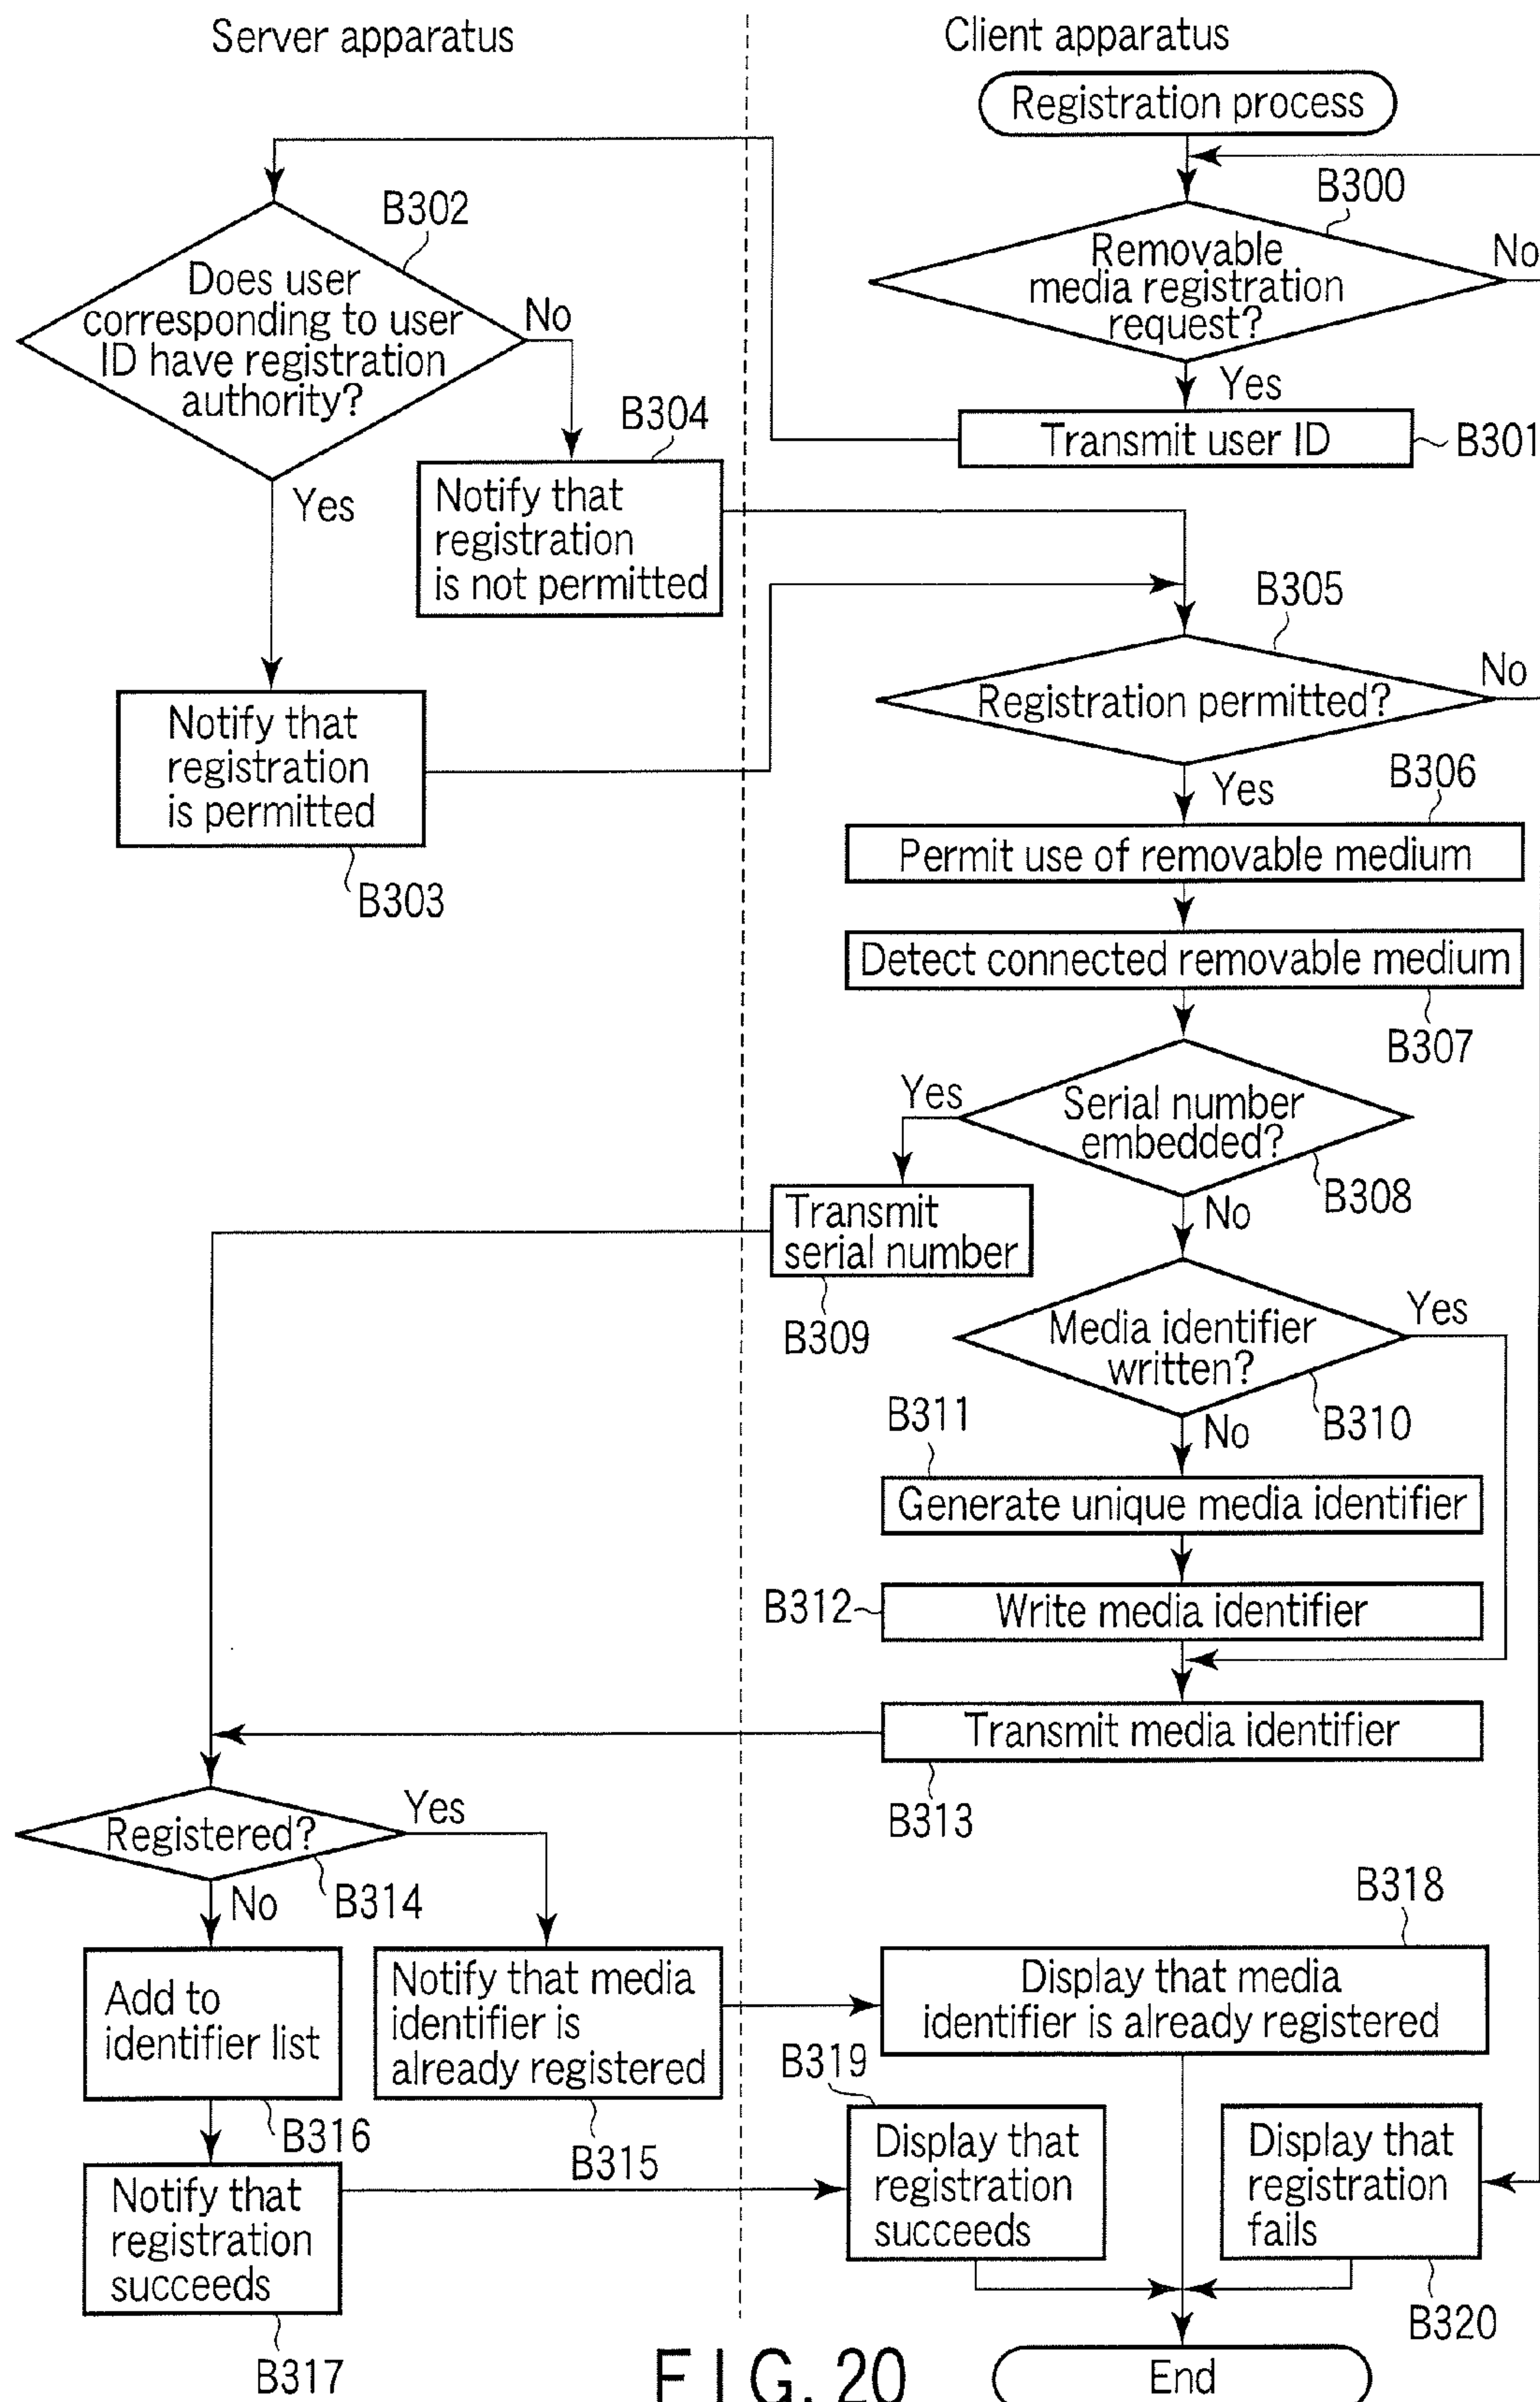 Server apparatus
Client apparatus
Registration process
B300
Removable
media registration
request?
No
Yes
Transmit user ID
B301
B302
Does user
corresponding to user
ID have registration
authority?
No
Yes
B304
Notify that
registration
is not permitted
Notify that
registration
is permitted
B303
B305
Registration permitted?
No
Yes
B306
Permit use of removable medium
Detect connected removable medium
B307
Yes
Serial number
embedded?
B308
No
Transmit
serial number
B309
Media identifier
written?
Yes
B310
No
B311
Generate unique media identifier
B312
Write media identifier
Transmit media identifier
B313
Registered?
Yes
B314
No
Add to
identifier list
B316
Notify that media
identifier is
already registered
B315
B318
Display that media
identifier is already registered
Notify that
registration
succeeds
B317
B319
Display that
registration
succeeds
Display that
registration
fails
B320
End
FIG. 20